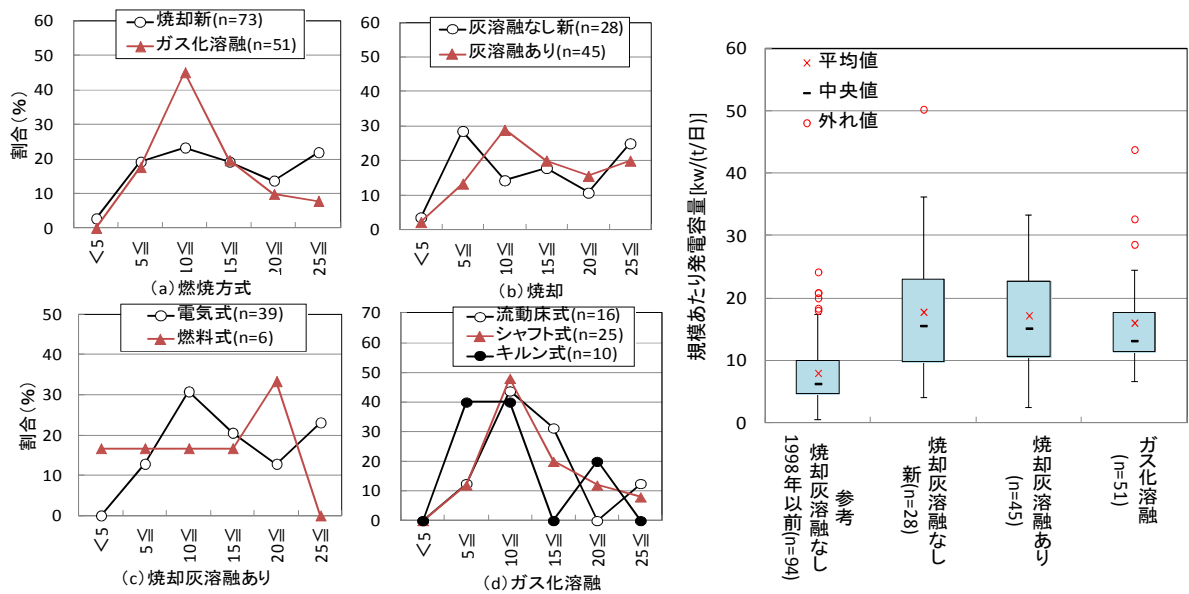 焼却新(n=73)
ガス化溶融(n=51)
割合(%)
60
50
40
30
20
10
0
<5
5≦
10≦
15≦
20≦
25≦
(a)燃焼方式
灰溶融なし新(n=28)
灰溶融あり(n=45)
60
50
40
30
20
10
0
<5
5≦
10≦
15≦
20≦
25≦
(b)焼却
電気式(n=39)
燃料式(n=6)
割合(%)
50
40
30
20
10
0
<5
5≦
10≦
15≦
20≦
25≦
(c)焼却灰溶融あり
流動床式(n=16)
シャフト式(n=25)
キルン式(n=10)
70
60
50
40
30
20
10
0
<5
5≦
10≦
15≦
20≦
25≦
(d)ガス化溶融
規模あたり発電容量[kw/(t/日)]
60
50
40
30
20
10
0
平均値
中央値
外れ値
参考
焼却灰溶融なし
1998年以前(n=94)
焼却灰溶融なし
新(n=28)
焼却灰溶融あり
(n=45)
ガス化溶融
(n=51)